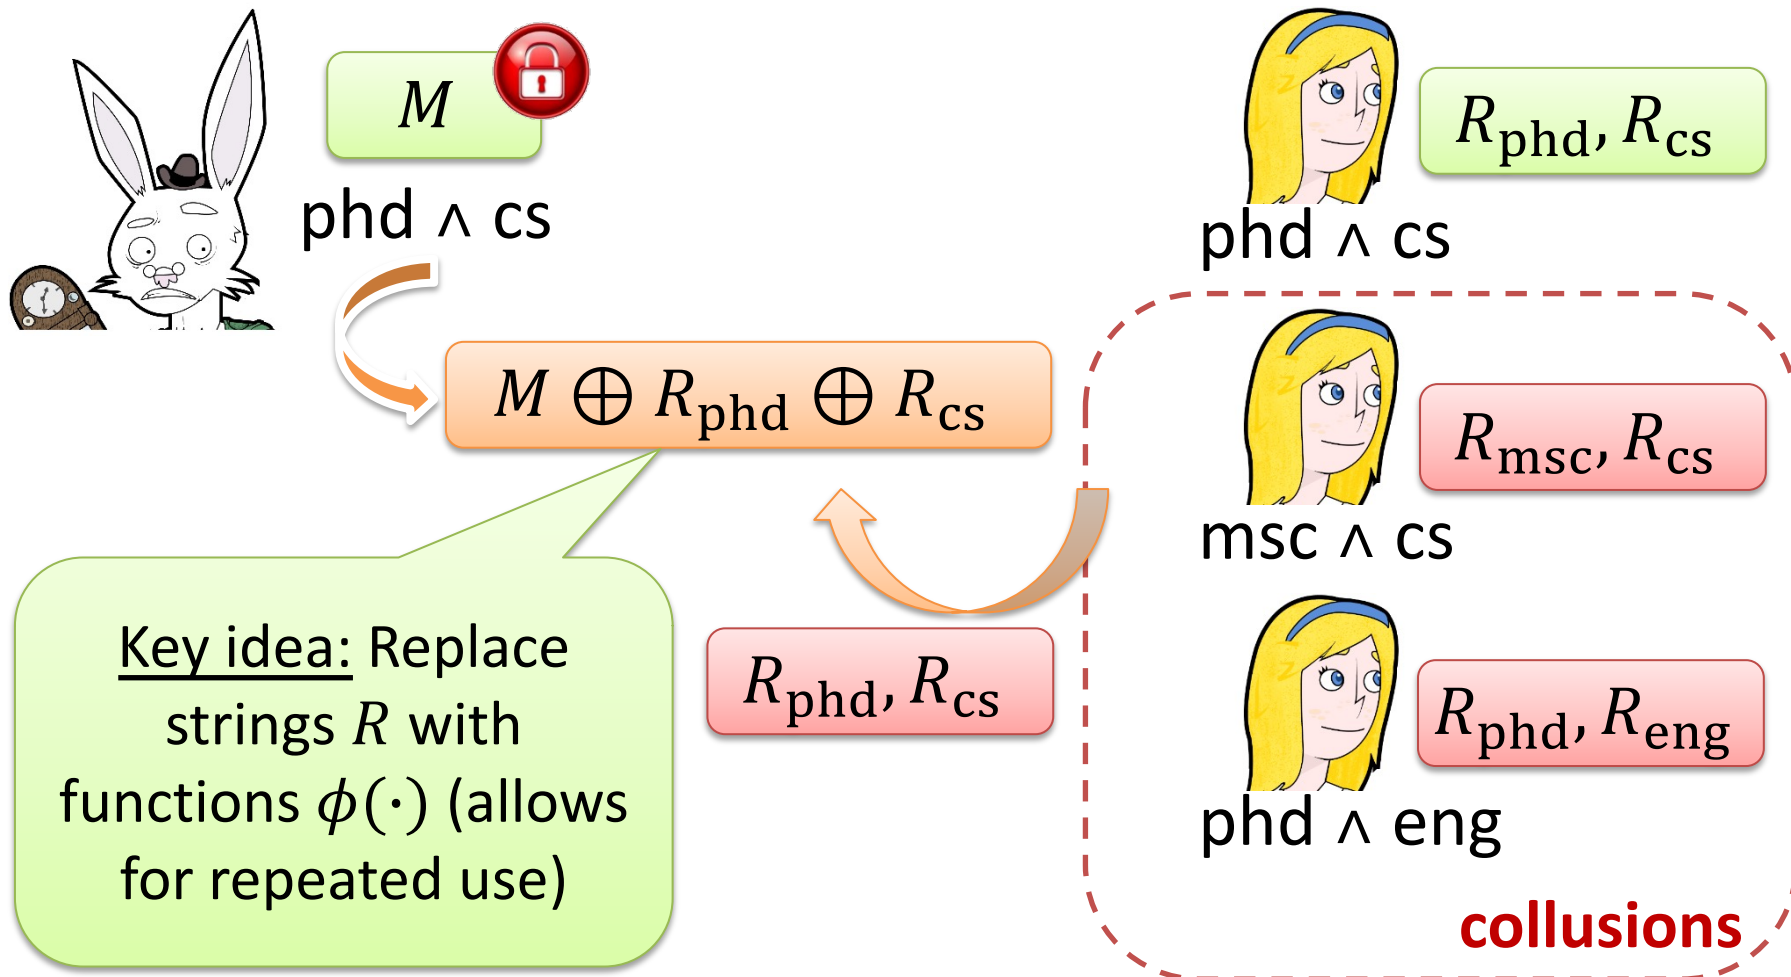 M
phd ∧ cs
R_phd, R_cs
phd ∧ cs
M ⊕ R_phd ⊕ R_cs
R_msc, R_cs
msc ∧ cs
Key idea: Replace
strings R with
functions ϕ(·) (allows
for repeated use)
R_phd, R_cs
R_phd, R_eng
phd ∧ eng
collusions